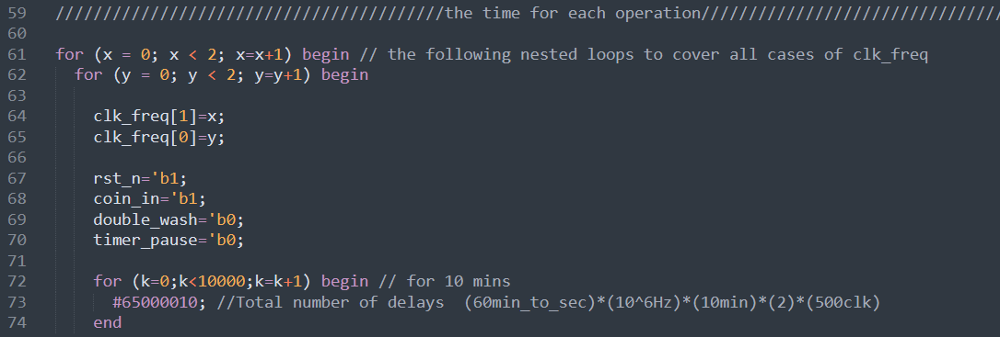 59 //////////////////////////////////////////the time for each operation////////////////////////////////
60
61 for (x = 0; x < 2; x=x+1) begin // the following nested loops to cover all cases of clk_freq
62 for (y = 0; y < 2; y=y+1) begin
63
64 clk_freq[1]=x;
65 clk_freq[0]=y;
66
67 rst_n='b1;
68 coin_in='b1;
69 double_wash='b0;
70 timer_pause='b0;
71
72 for (k=0;k<10000;k=k+1) begin // for 10 mins
73 #65000010; //Total number of delays  (60min_to_sec)*(10^6Hz)*(10min)*(2)*(500clk)
74 end